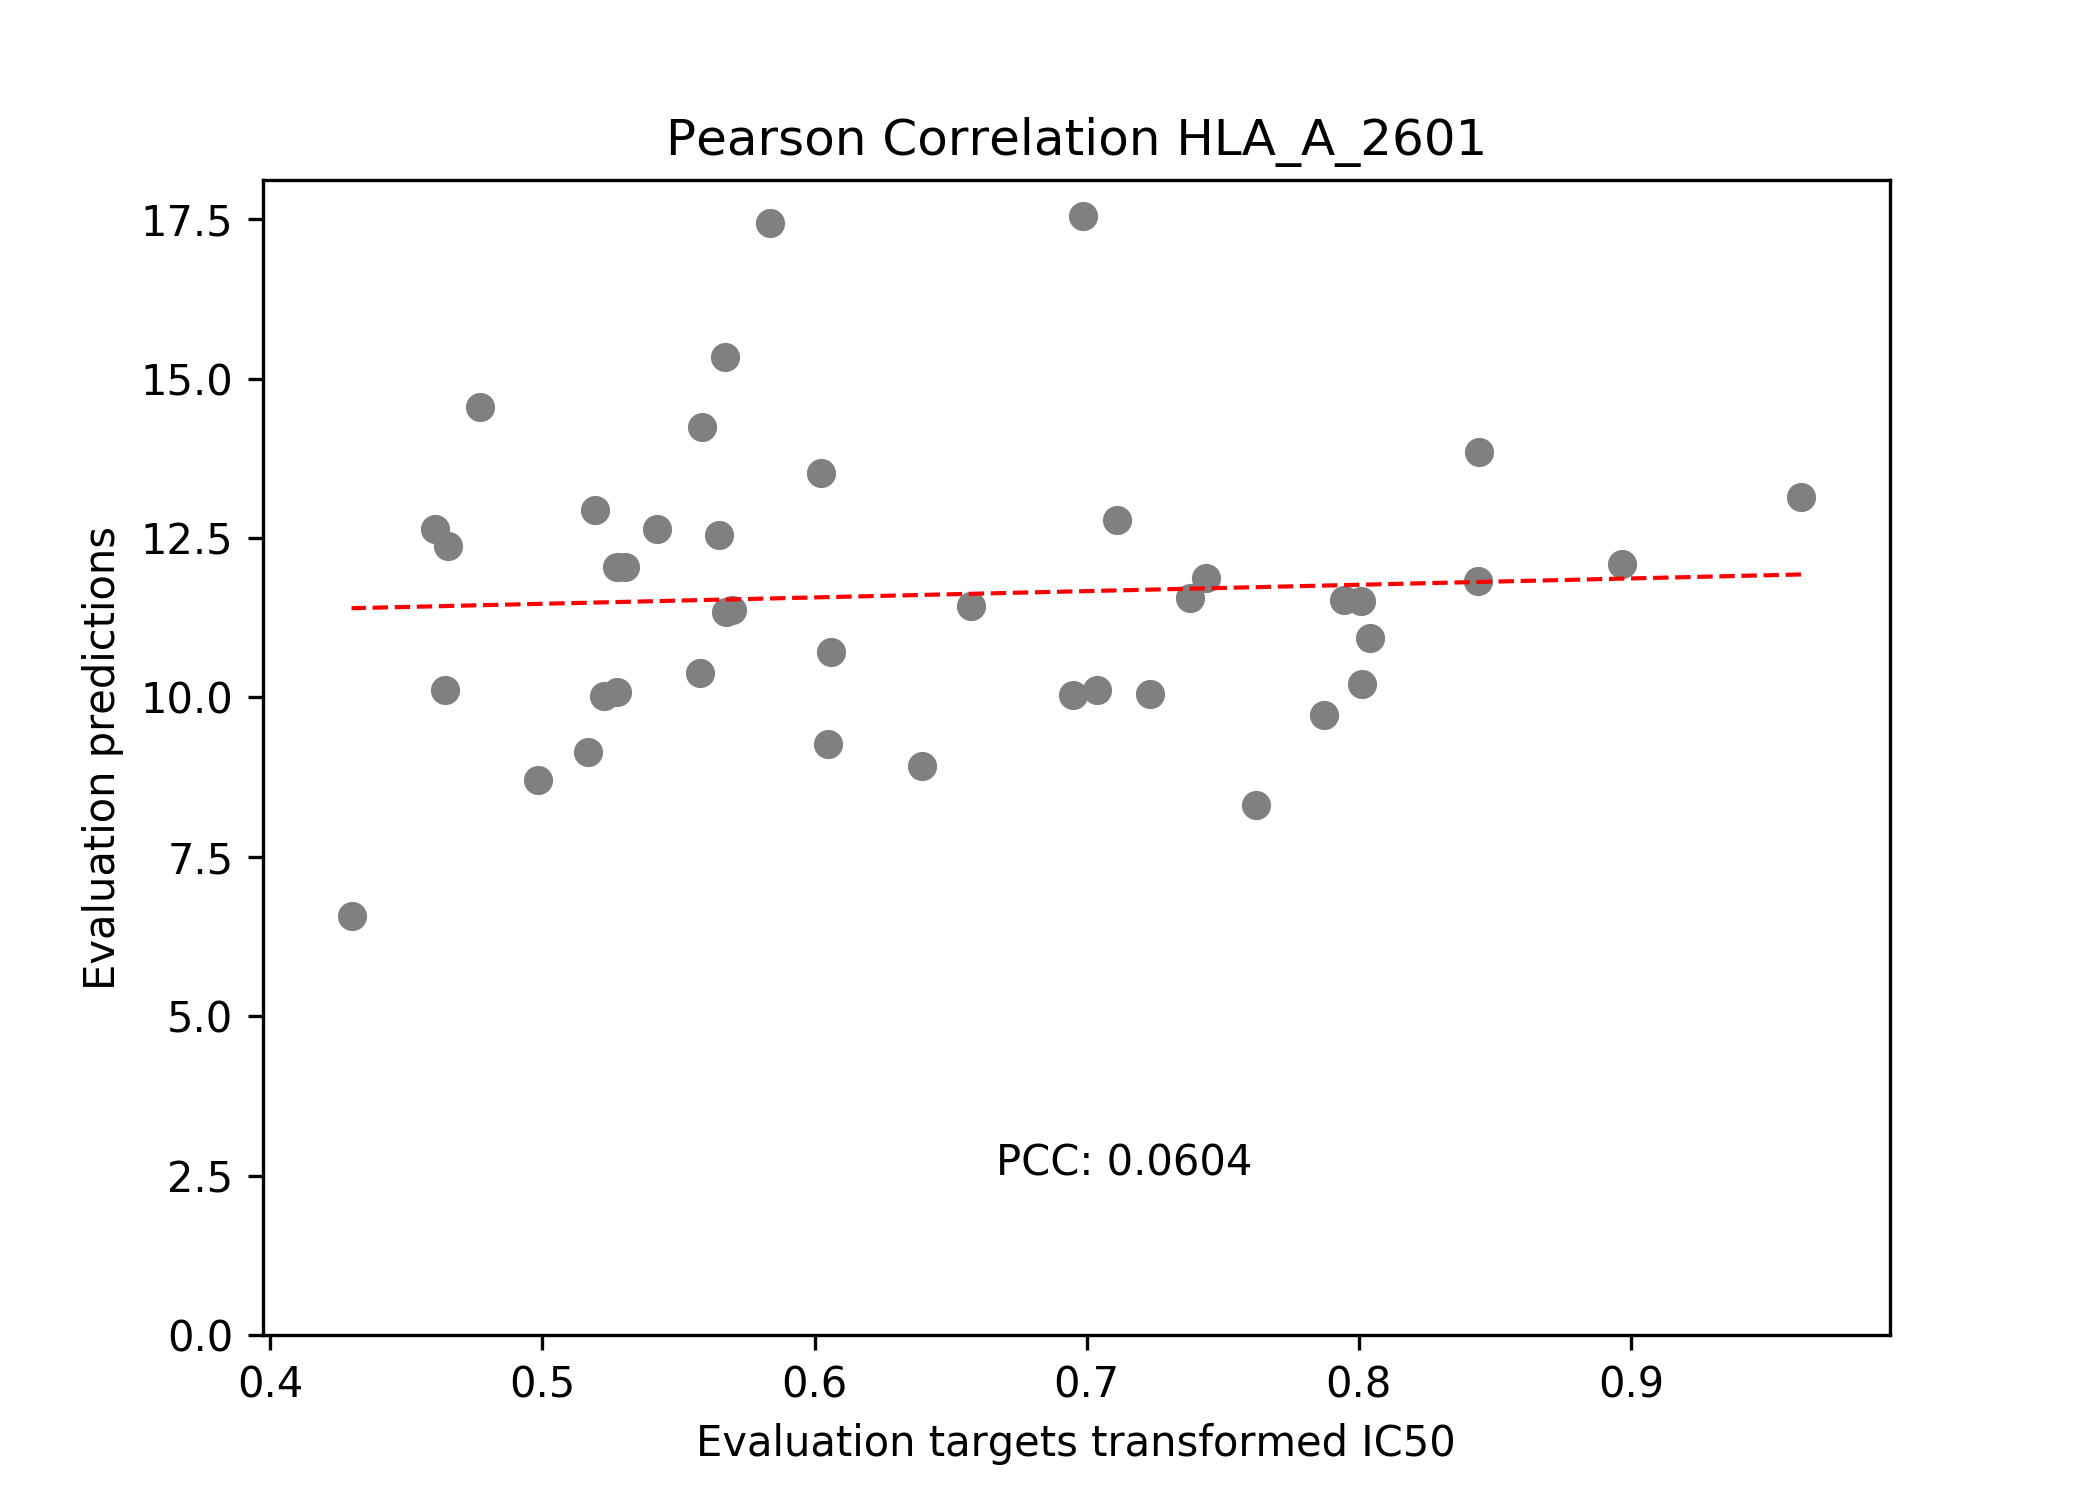 Pearson Correlation HLA_A_2601
17.5
15.0
12.5
10.0
7.5
5.0
2.5
0.0
Evaluation predictions
PCC: 0.0604
0.4 0.5 0.6 0.7 0.8 0.9
Evaluation targets transformed IC50